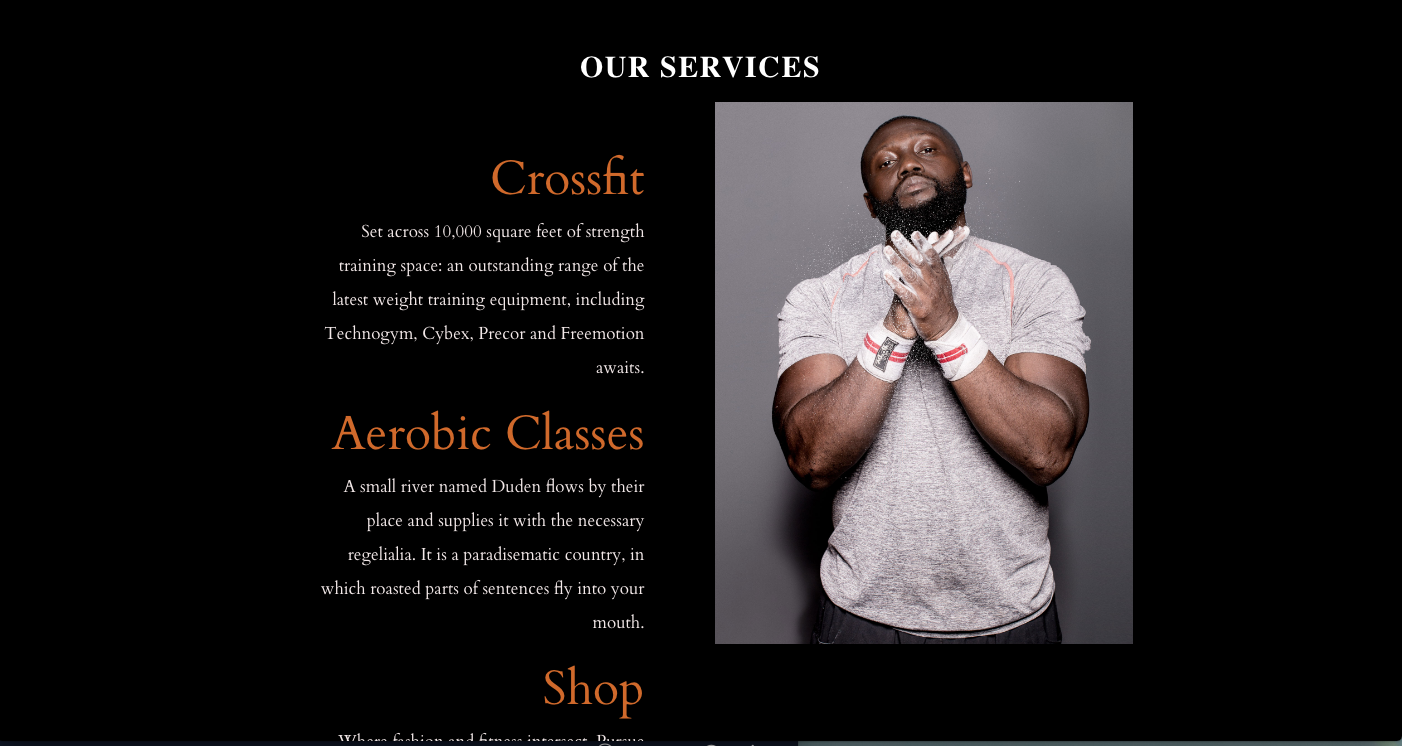 OUR SERVICES
Crossfit
Set across 10,000 square feet of strength
training space: an outstanding range of the
latest weight training equipment, including
Technogym, Cybex, Precor and Freemotion
awaits.
Aerobic Classes
A small river named Duden flows by their
place and supplies it with the necessary
regelialia. It is a paradisematic country, in
which roasted parts of sentences fly into your
mouth.
Shop
Where fashion and fitness intersect. Pursue